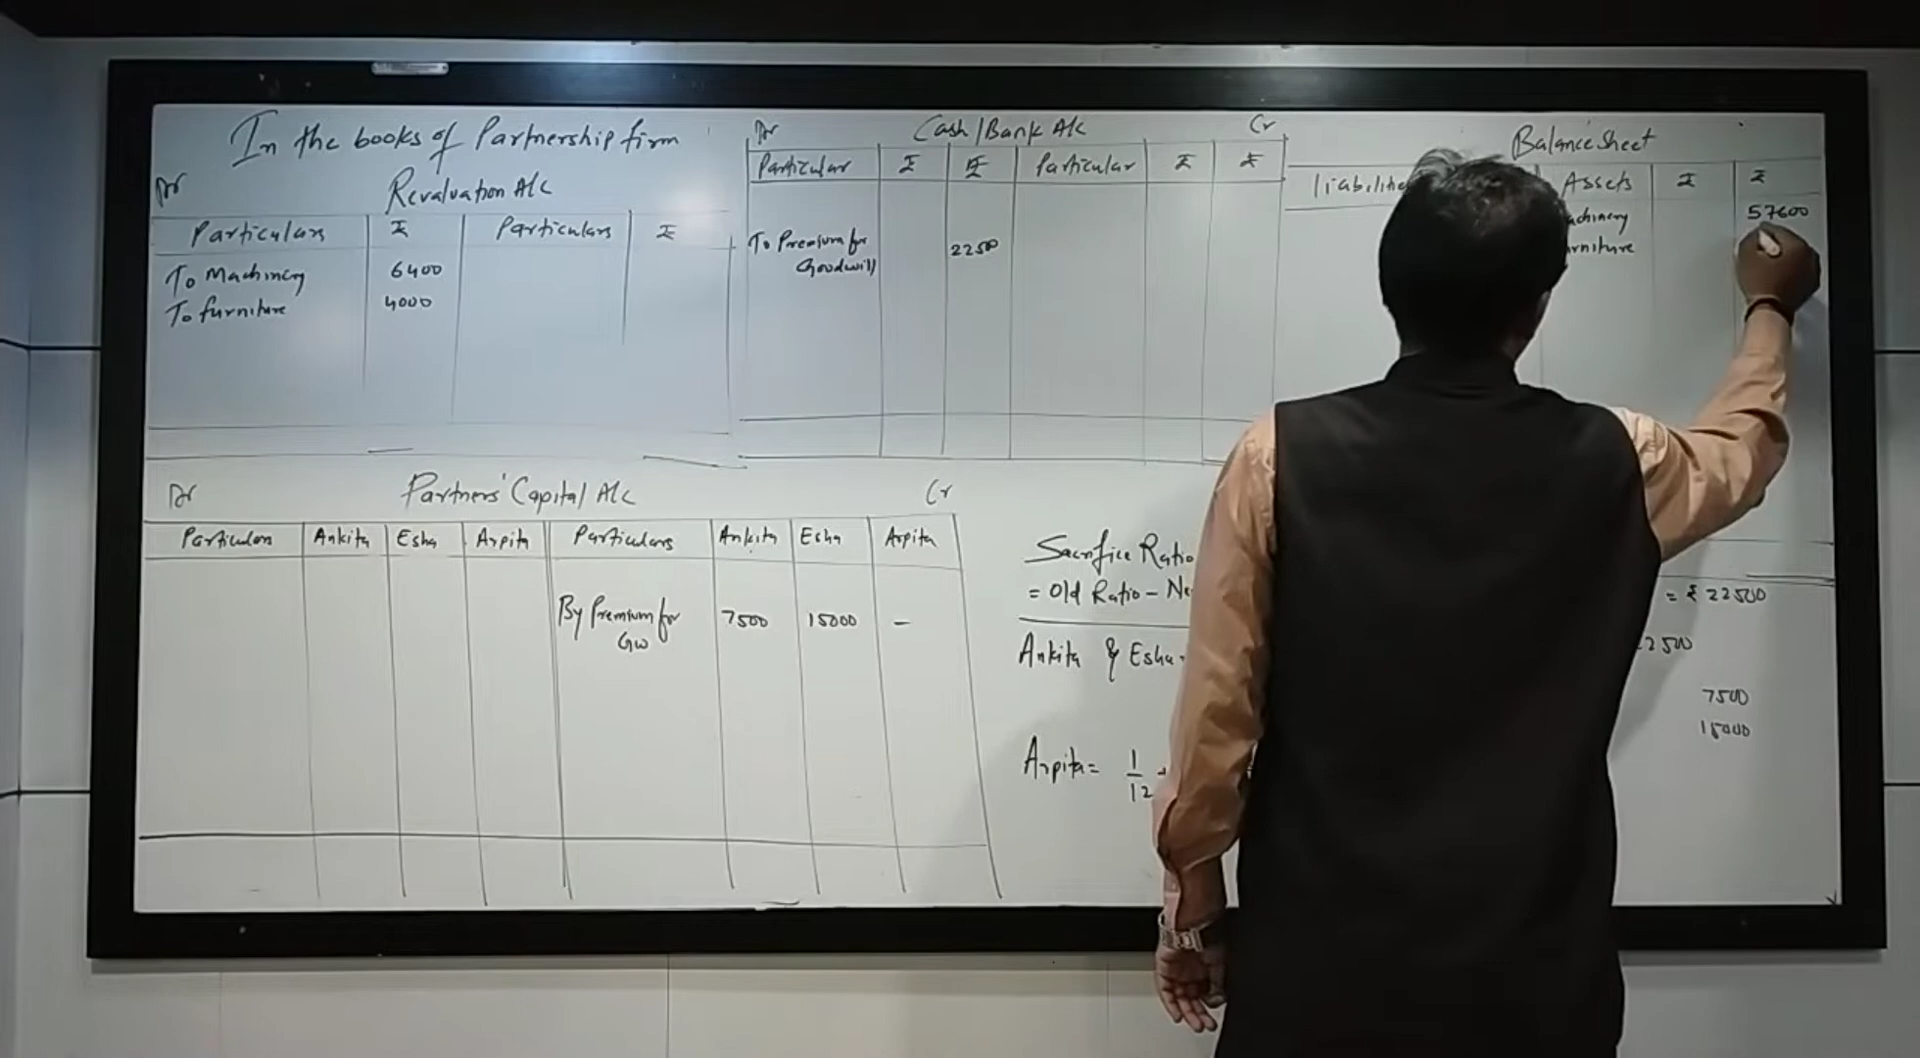 In the books of Partnership firm
Dr
Revaluation A/c
Particulars ₹ Particulars ₹
To Machinery 6400
To furniture 4000
Dr Cash/Bank A/c Cr
Particular ₹ ₹ Particular ₹ ₹
To Premium for
Goodwill 22500
Balance Sheet
Assets ₹ ₹
57600
Dr Partners' Capital A/c Cr
Particulars Ankita Esha Arpita Particulars Ankita Esha Arpita
By Premium for
GW 7500 15000 -
Sacrifice Ratio
= Old Ratio -
= ₹ 22500
Ankita & Esha
7500
15000
Arpita = 1
12